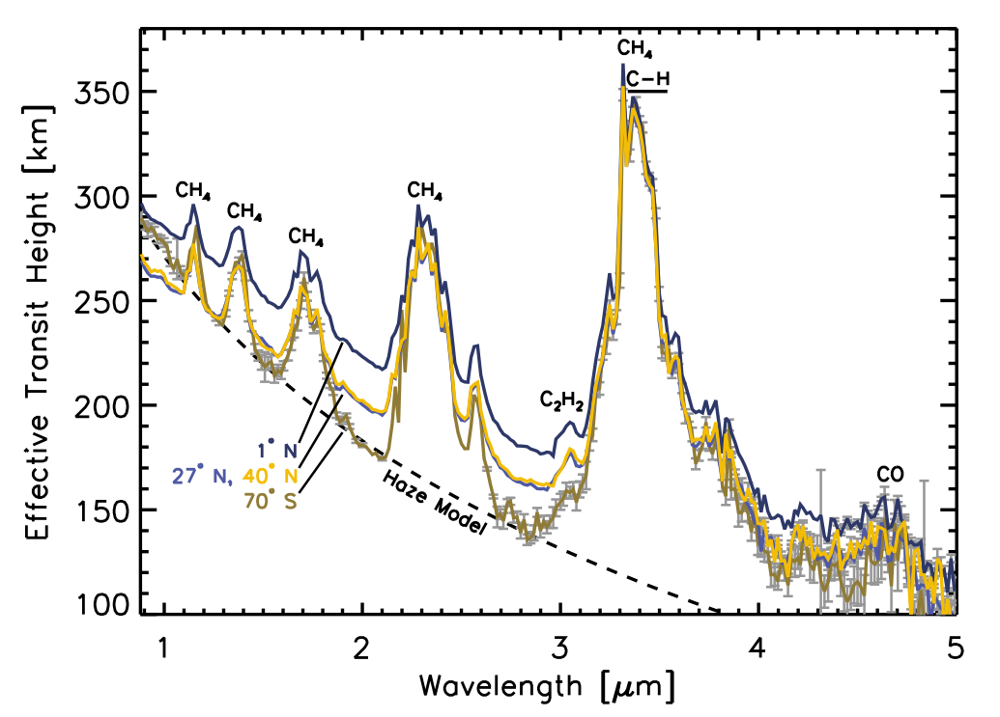 CH₄
C-H
350
CH₄
CH₄
300
CH₄
CH₄
250
C₂H₂
200
1° N
27° N, 40° N
70° S
Haze Model
CO
150
100
Effective Transit Height [km]
1 2 3 4 5
Wavelength [μm]